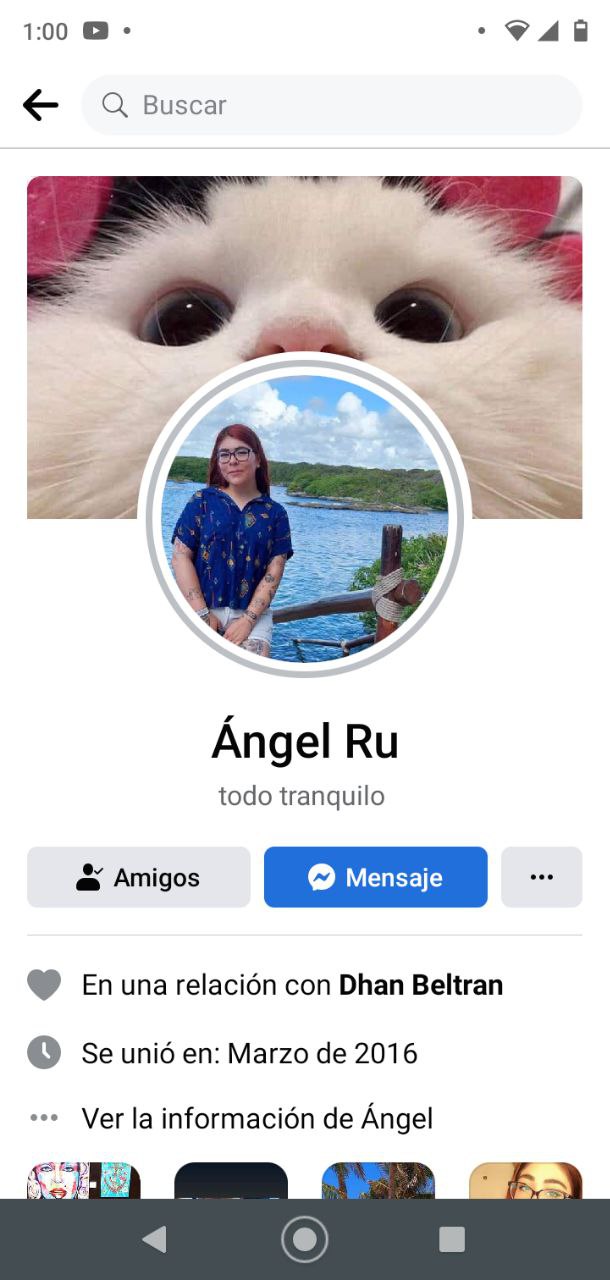 1:00
Buscar
Ángel Ru
todo tranquilo
Amigos
Mensaje
En una relación con Dhan Beltran
Se unió en: Marzo de 2016
Ver la información de Ángel